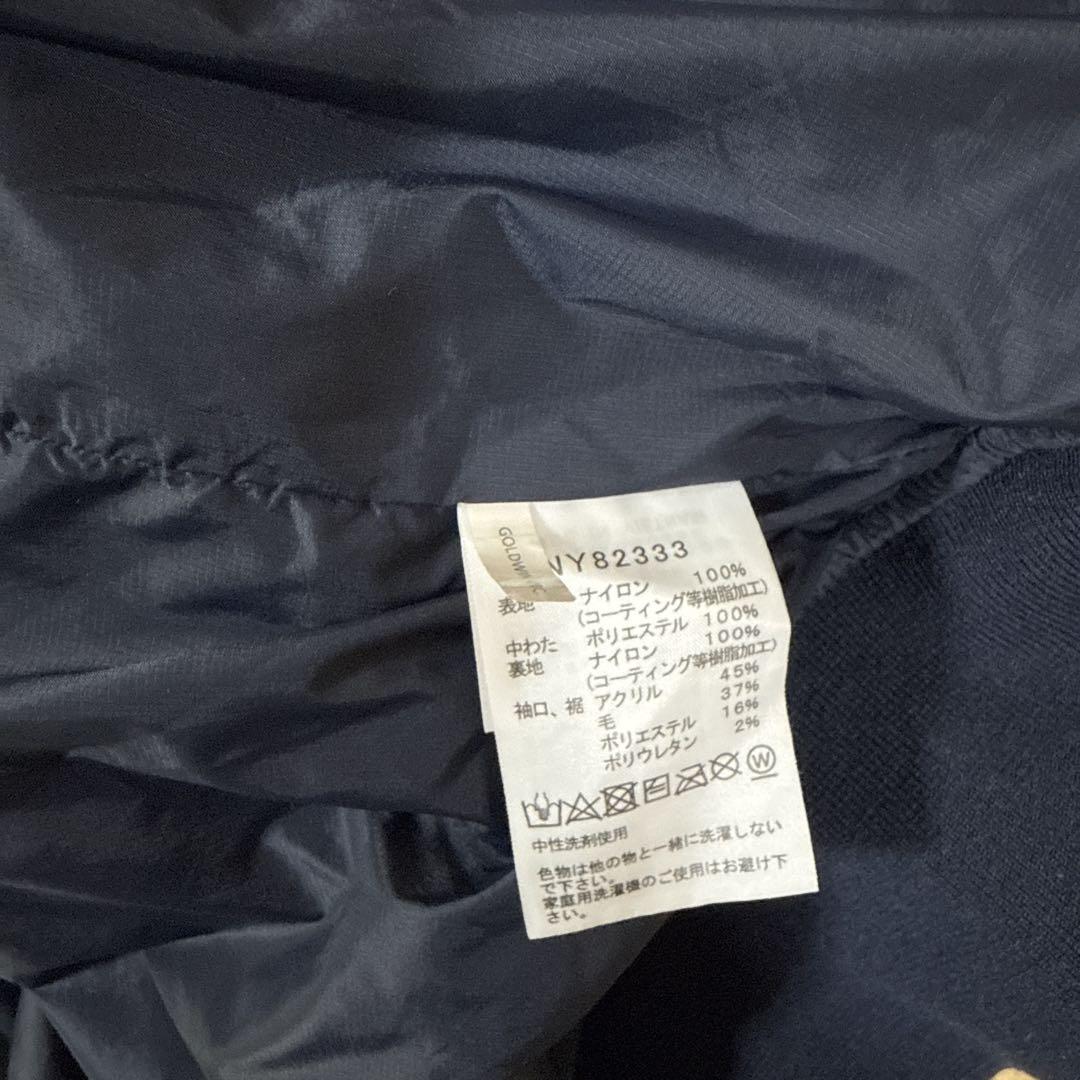 GOLDWIN
NY82333
表地 ナイロン 100%
(コーティング等樹脂加工)
中わた ポリエステル 100%
裏地 ナイロン 100%
(コーティング等樹脂加工)
袖口、裾 アクリル 45%
毛 37%
ポリエステル 16%
ポリウレタン 2%
W
中性洗剤使用
色物は他の物と一緒に洗濯しない
で下さい。
家庭用洗濯機のご使用はお避け下
さい。